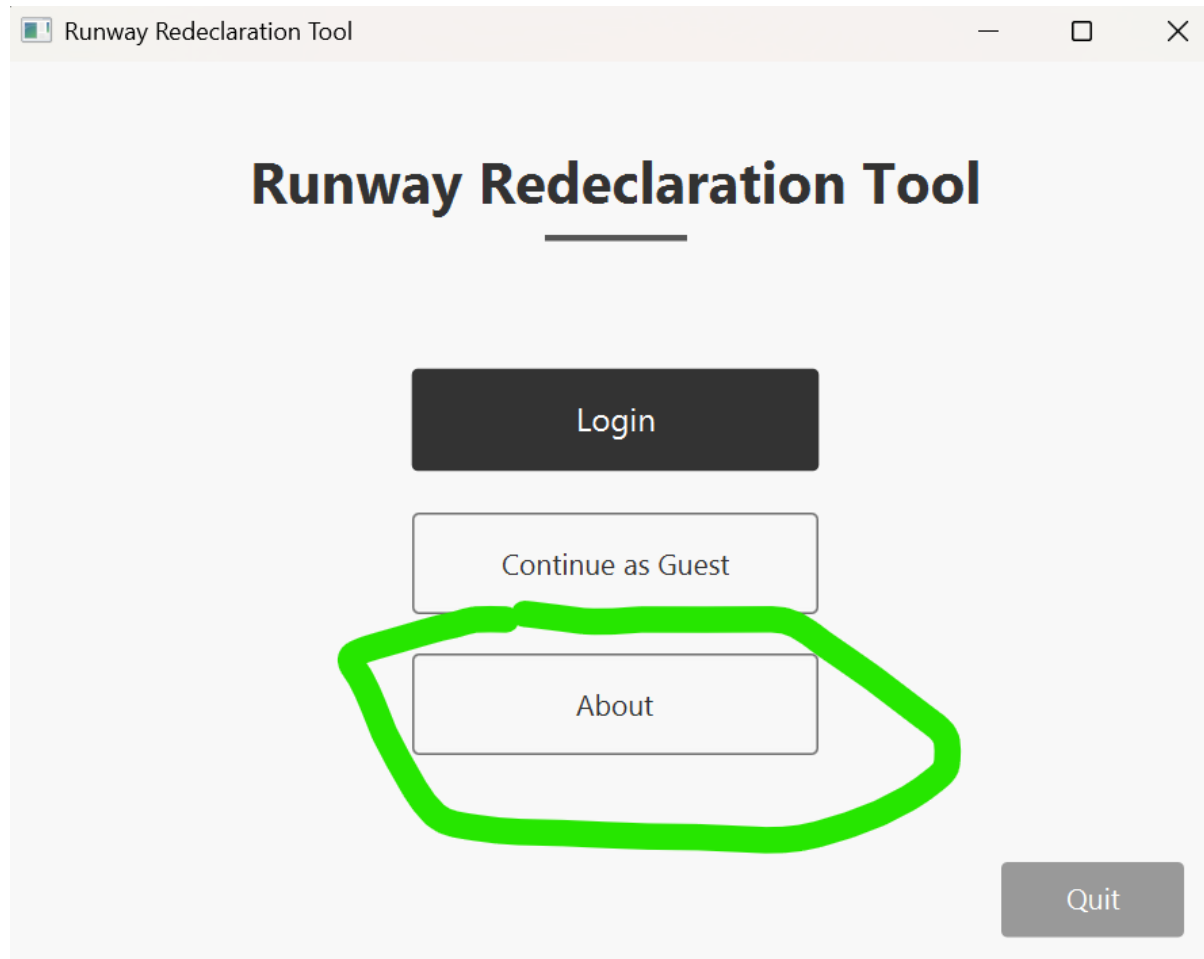 Runway Redeclaration Tool
Runway Redeclaration Tool
Login
Continue as Guest
About
Quit